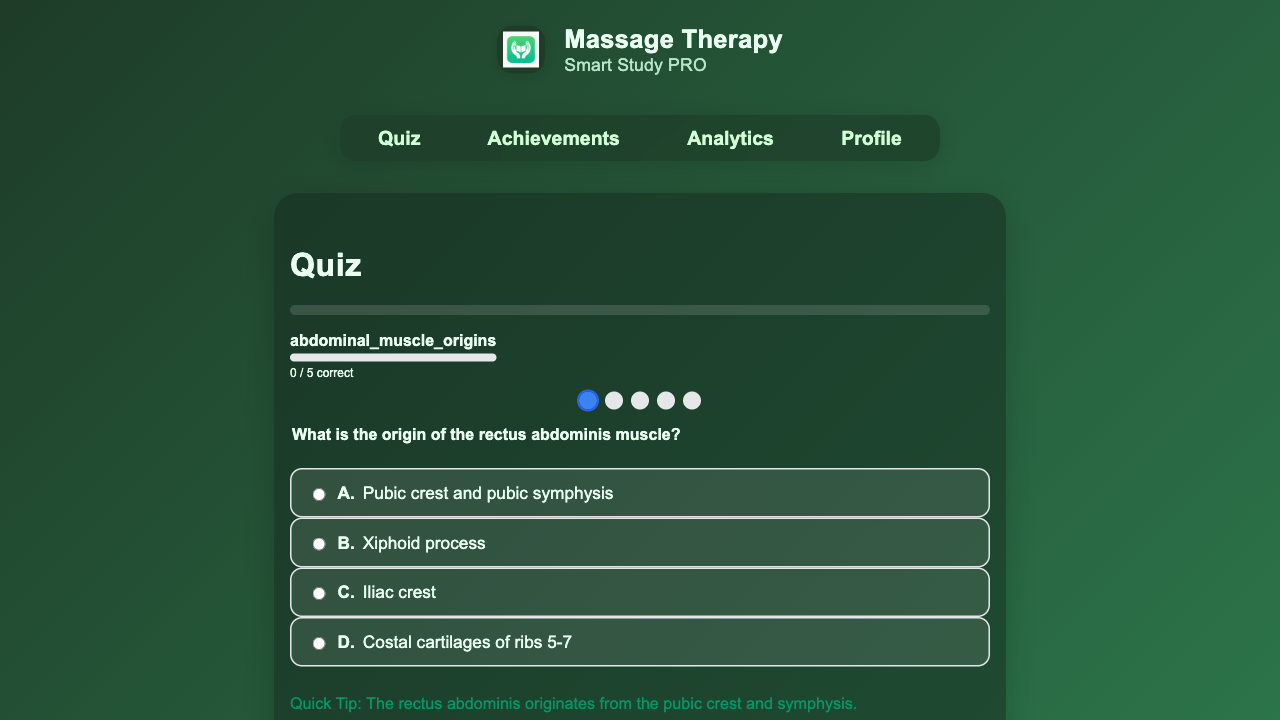 Massage Therapy
Smart Study PRO
Quiz Achievements Analytics Profile
Quiz
abdominal_muscle_origins
0 / 5 correct
What is the origin of the rectus abdominis muscle?
A. Pubic crest and pubic symphysis
B. Xiphoid process
C. Iliac crest
D. Costal cartilages of ribs 5-7
Quick Tip: The rectus abdominis originates from the pubic crest and symphysis.